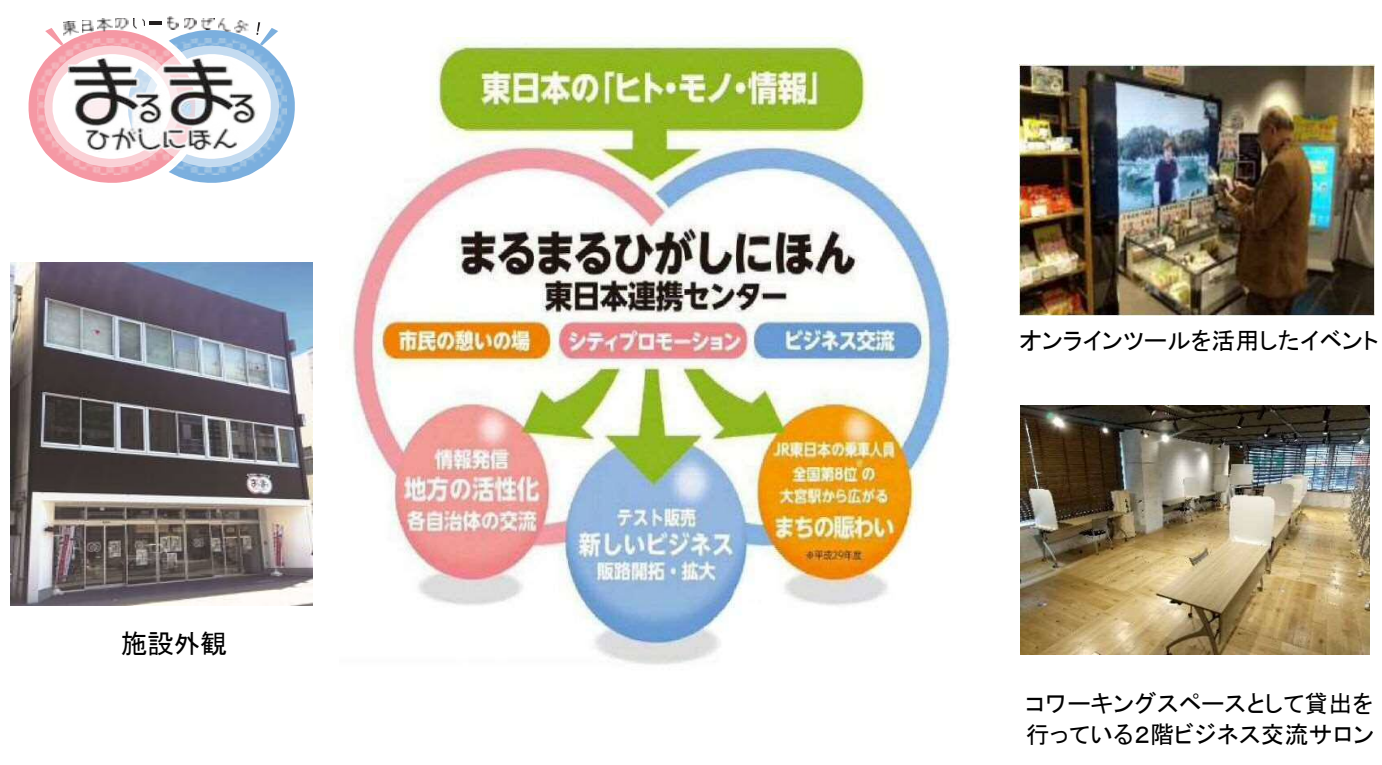 東日本のいーものぜんぶ!
まるまる
ひがしにほん
東日本の「ヒト・モノ・情報」
まるまるひがしにほん
東日本連携センター
市民の憩いの場
シティプロモーション
ビジネス交流
情報発信
地方の活性化
各自治体の交流
テスト販売
新しいビジネス
販路開拓・拡大
JR東日本の乗車人員
全国第8位※の
大宮駅から広がる
まちの賑わい
※平成29年度
施設外観
オンラインツールを活用したイベント
コワーキングスペースとして貸出を
行っている2階ビジネス交流サロン